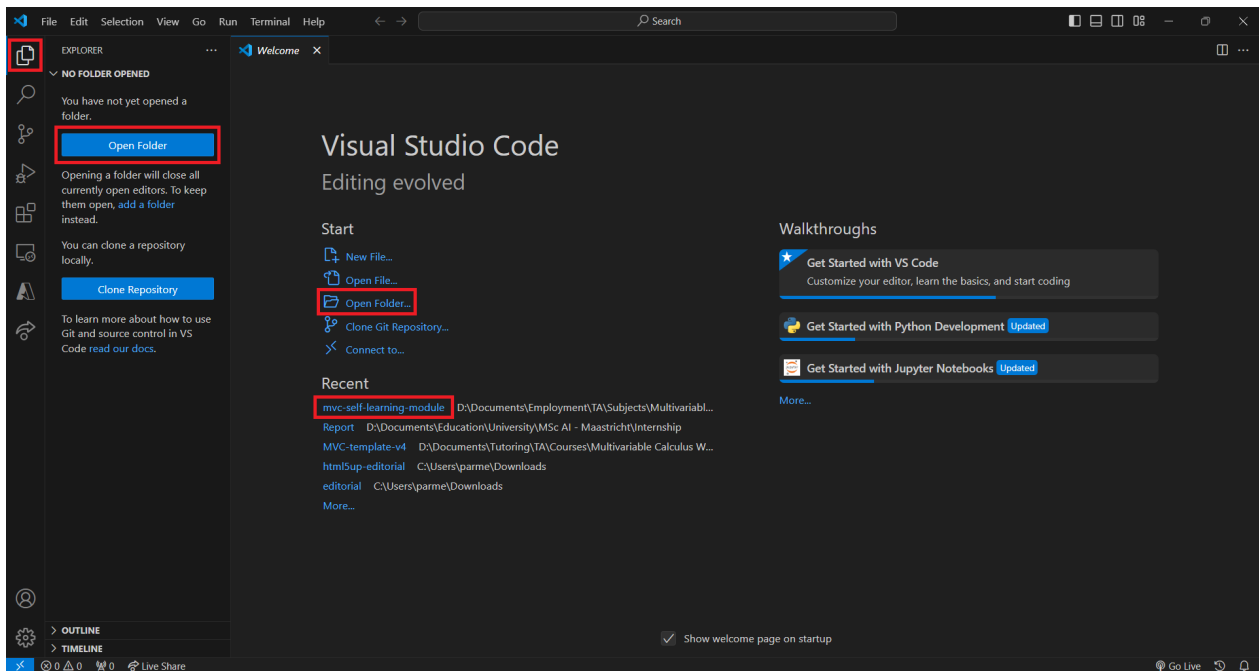 File Edit Selection View Go Run Terminal Help
Search
EXPLORER
Welcome
NO FOLDER OPENED
You have not yet opened a
folder.
Open Folder
Opening a folder will close all
currently open editors. To keep
them open, add a folder
instead.
You can clone a repository
locally.
Clone Repository
To learn more about how to use
Git and source control in VS
Code read our docs.
OUTLINE
TIMELINE
Visual Studio Code
Editing evolved
Start
New File...
Open File...
Open Folder...
Clone Git Repository...
Connect to...
Recent
mvc-self-learning-module D:\Documents\Employment\TA\Subjects\Multivariabl...
Report D:\Documents\Education\University\MSc AI - Maastricht\Internship
MVC-template-v4 D:\Documents\Tutoring\TA\Courses\Multivariable Calculus W...
html5up-editorial C:\Users\parme\Downloads
editorial C:\Users\parme\Downloads
More...
Walkthroughs
Get Started with VS Code
Customize your editor, learn the basics, and start coding
Get Started with Python Development Updated
Get Started with Jupyter Notebooks Updated
More...
Show welcome page on startup
0 0 0 Live Share
Go Live